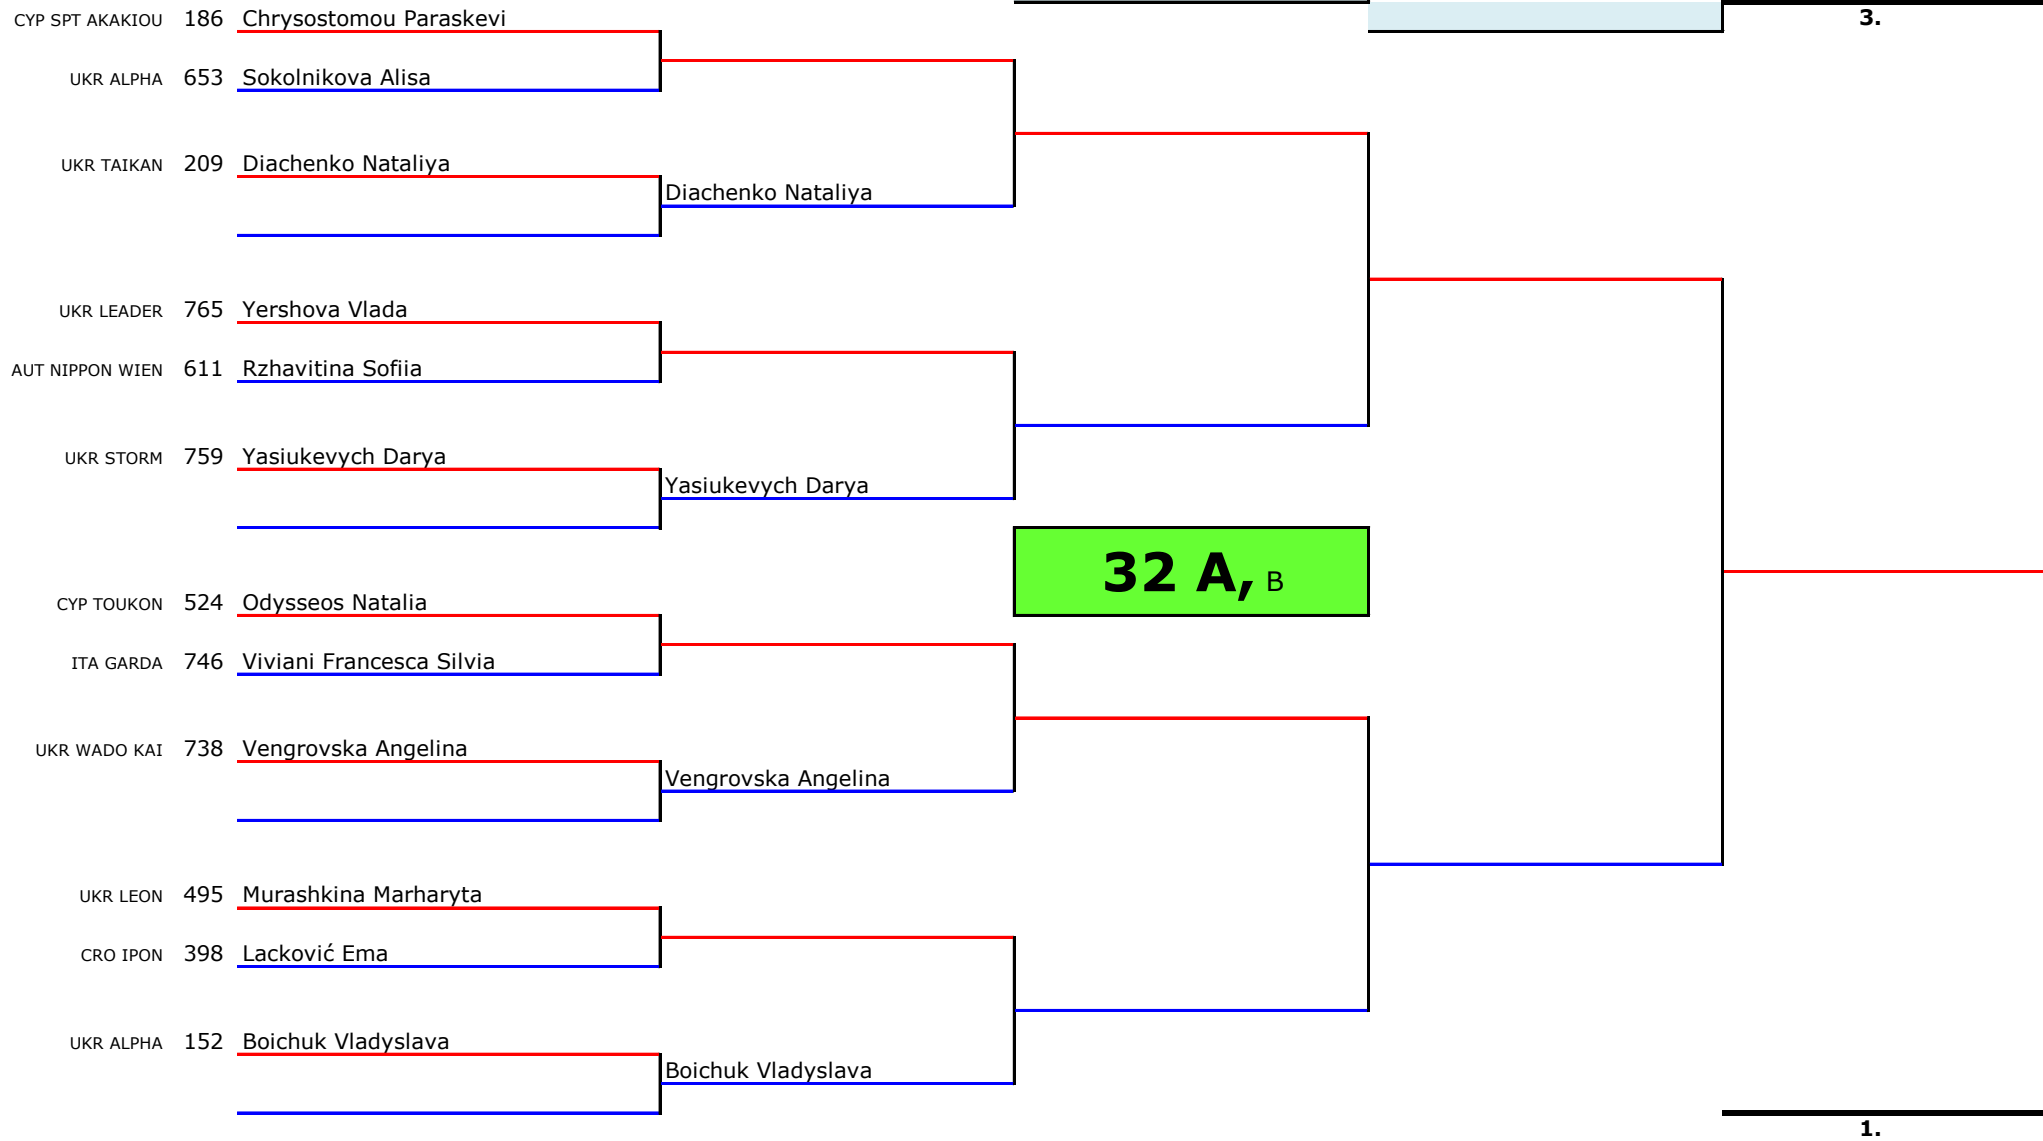 CYP SPT AKAKIOU 186 Chrysostomou Paraskevi
3.
UKR ALPHA 653 Sokolnikova Alisa
UKR TAIKAN 209 Diachenko Nataliya
Diachenko Nataliya
UKR LEADER 765 Yershova Vlada
AUT NIPPON WIEN 611 Rzhavitina Sofiia
UKR STORM 759 Yasiukevych Darya
Yasiukevych Darya
32 A, B
CYP TOUKON 524 Odysseos Natalia
ITA GARDA 746 Viviani Francesca Silvia
UKR WADO KAI 738 Vengrovska Angelina
Vengrovska Angelina
UKR LEON 495 Murashkina Marharyta
CRO IPON 398 Lacković Ema
UKR ALPHA 152 Boichuk Vladyslava
Boichuk Vladyslava
1.